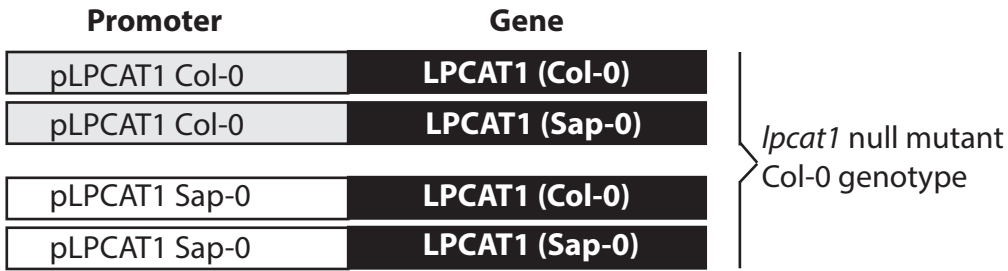 Promoter Gene
pLPCAT1 Col-0 LPCAT1 (Col-0)
pLPCAT1 Col-0 LPCAT1 (Sap-0)
pLPCAT1 Sap-0 LPCAT1 (Col-0)
pLPCAT1 Sap-0 LPCAT1 (Sap-0)
lpcat1 null mutant
Col-0 genotype